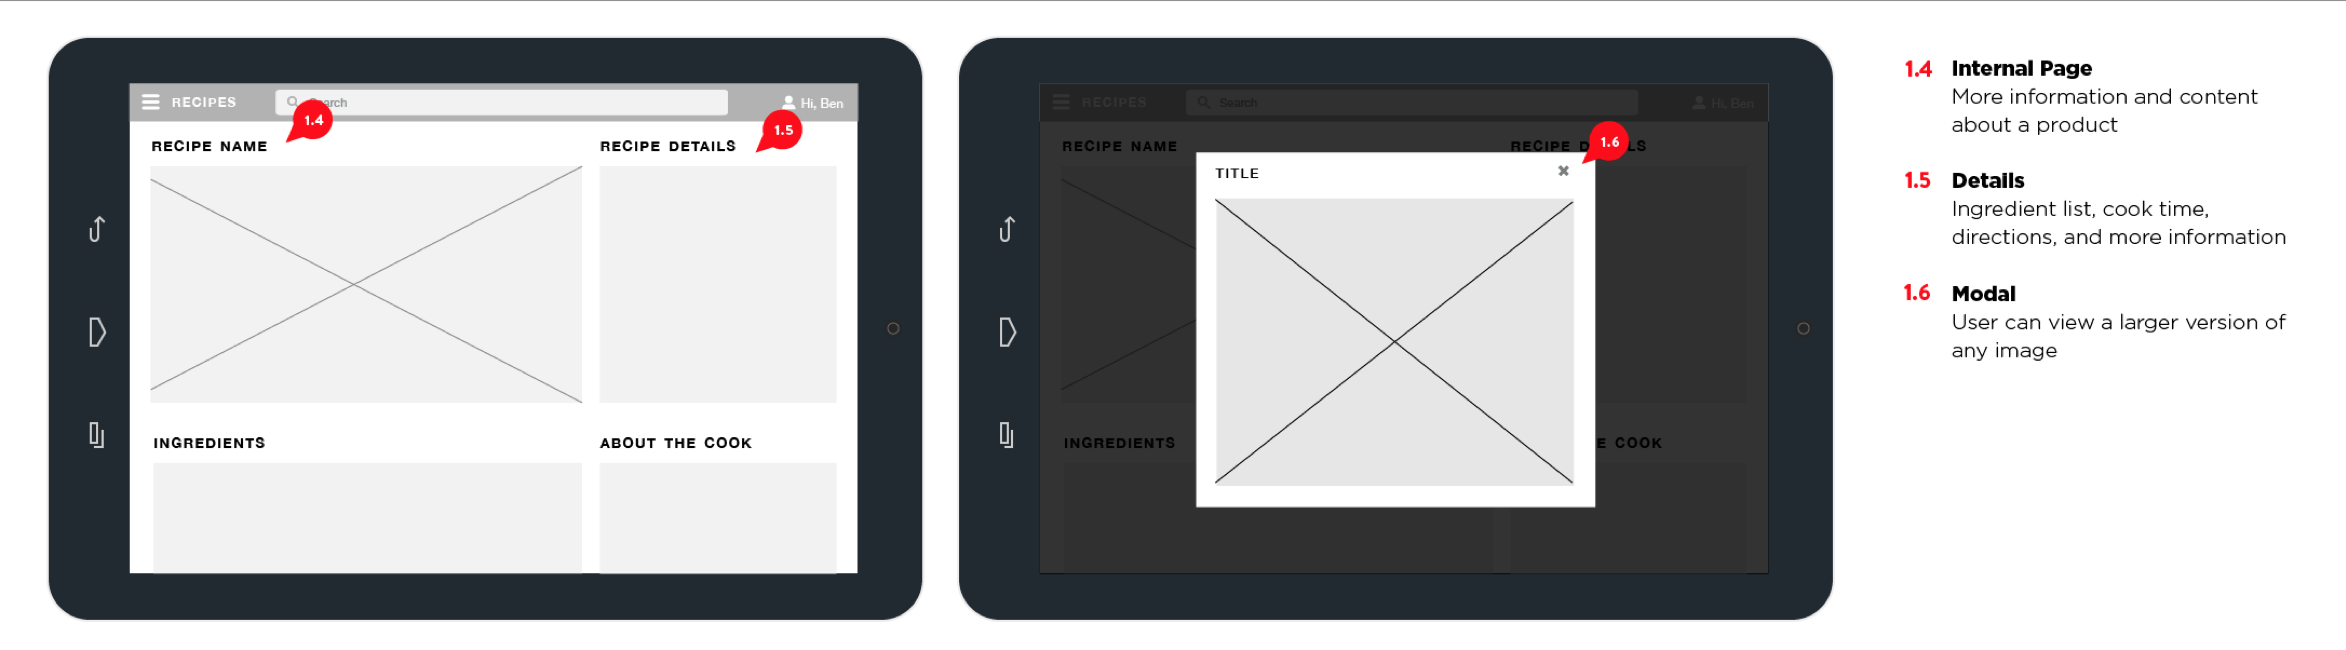 RECIPES
Search
Hi, Ben
1.4
1.5
RECIPE NAME
RECIPE DETAILS
INGREDIENTS
ABOUT THE COOK
RECIPES
Search
Hi, Ben
1.6
RECIPE NAME
RECIPE D LS
TITLE
INGREDIENTS
E COOK
1.4 Internal Page
More information and content
about a product
1.5 Details
Ingredient list, cook time,
directions, and more information
1.6 Modal
User can view a larger version of
any image